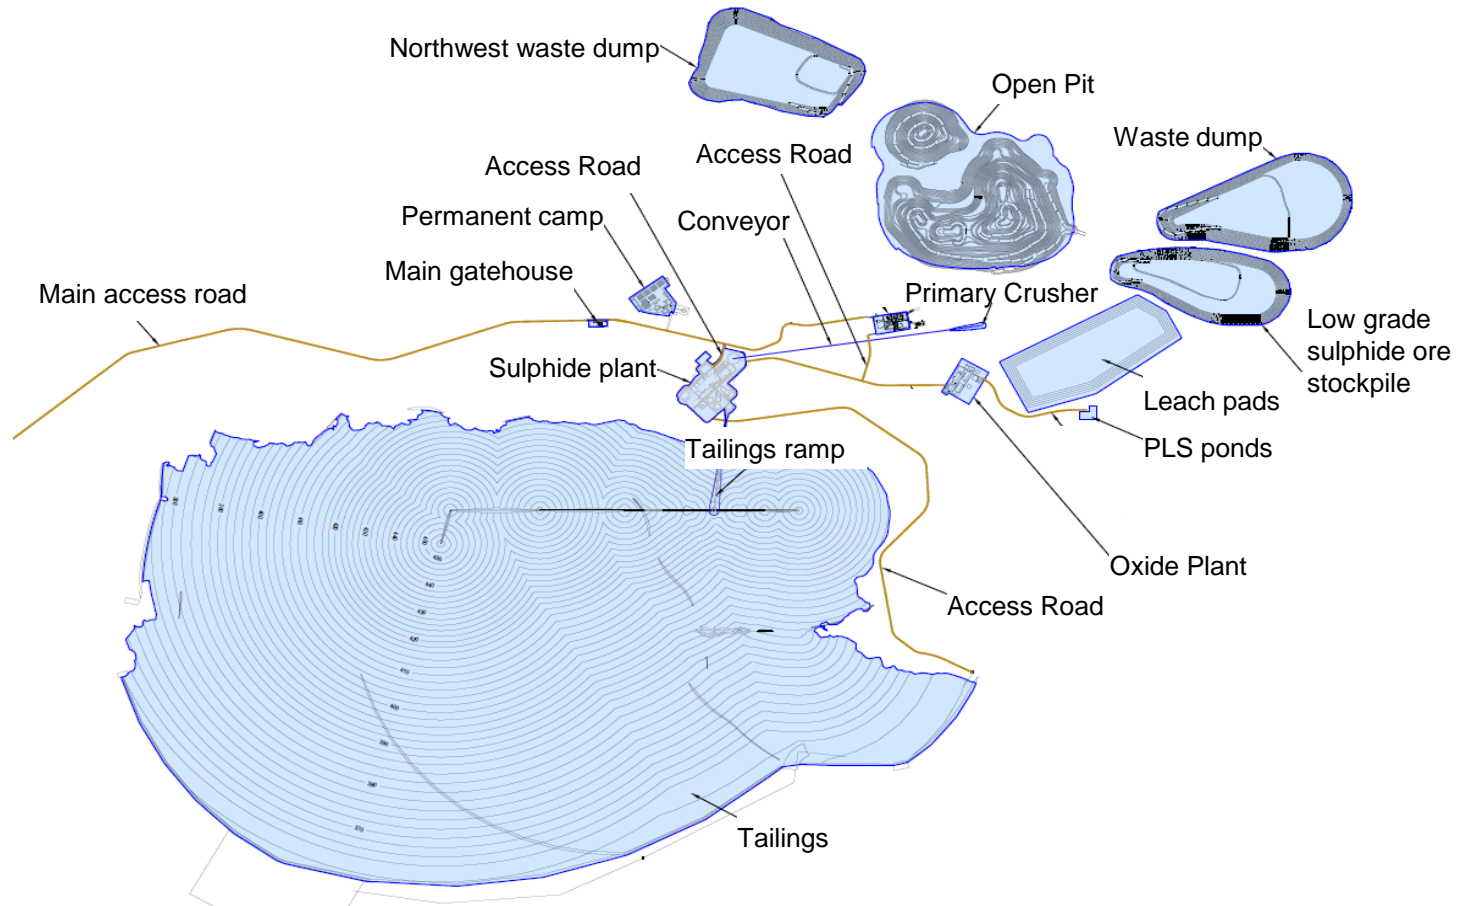 Northwest waste dump
Open Pit
Waste dump
Access Road
Access Road
Permanent camp
Conveyor
Main gatehouse
Main access road
Primary Crusher
Low grade
sulphide ore
stockpile
Sulphide plant
Leach pads
PLS ponds
Tailings ramp
Oxide Plant
Access Road
Tailings